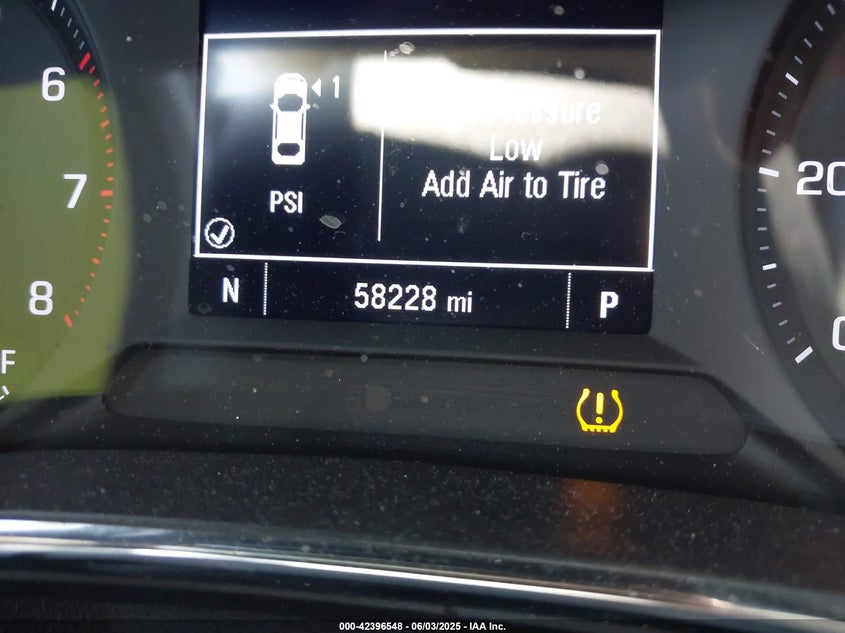 6
7
8
F
1
PSI
Pressure
Low
Add Air to Tire
N
58228 mi
P
20
0
000-42396548 - 06/03/2025 - IAA Inc.